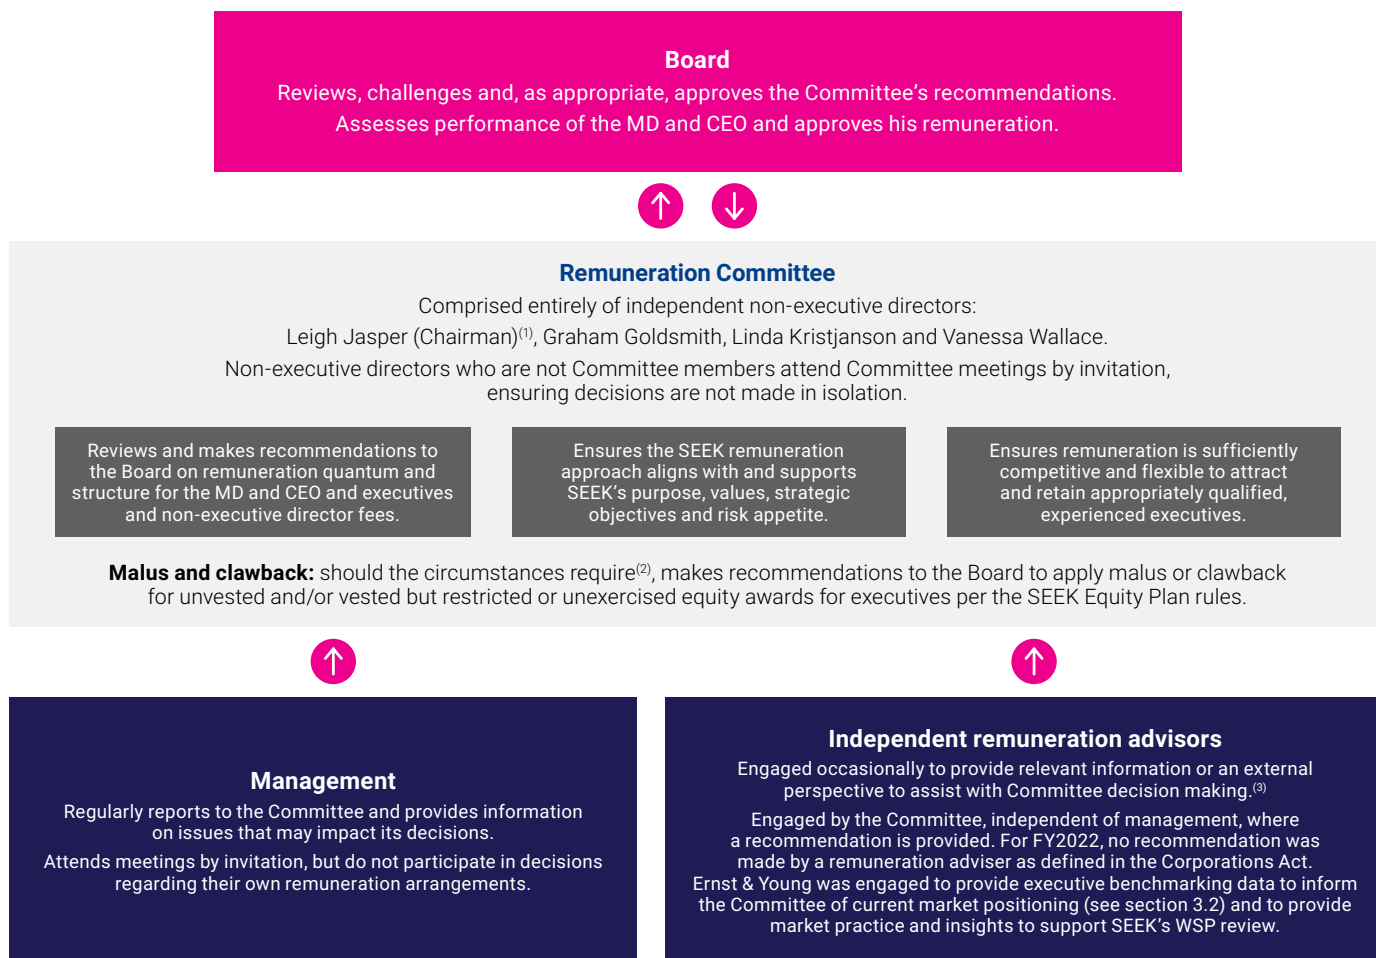 Board
Reviews, challenges and, as appropriate, approves the Committee’s recommendations.
Assesses performance of the MD and CEO and approves his remuneration.
Remuneration Committee
Comprised entirely of independent non-executive directors:
Leigh Jasper (Chairman)(1), Graham Goldsmith, Linda Kristjanson and Vanessa Wallace.
Non-executive directors who are not Committee members attend Committee meetings by invitation,
ensuring decisions are not made in isolation.
Reviews and makes recommendations to
the Board on remuneration quantum and
structure for the MD and CEO and executives
and non-executive director fees.
Ensures the SEEK remuneration
approach aligns with and supports
SEEK’s purpose, values, strategic
objectives and risk appetite.
Ensures remuneration is sufficiently
competitive and flexible to attract
and retain appropriately qualified,
experienced executives.
Malus and clawback: should the circumstances require(2), makes recommendations to the Board to apply malus or clawback
for unvested and/or vested but restricted or unexercised equity awards for executives per the SEEK Equity Plan rules.
Management
Regularly reports to the Committee and provides information
on issues that may impact its decisions.
Attends meetings by invitation, but do not participate in decisions
regarding their own remuneration arrangements.
Independent remuneration advisors
Engaged occasionally to provide relevant information or an external
perspective to assist with Committee decision making.(3)
Engaged by the Committee, independent of management, where
a recommendation is provided. For FY2022, no recommendation was
made by a remuneration adviser as defined in the Corporations Act.
Ernst & Young was engaged to provide executive benchmarking data to inform
the Committee of current market positioning (see section 3.2) and to provide
market practice and insights to support SEEK’s WSP review.